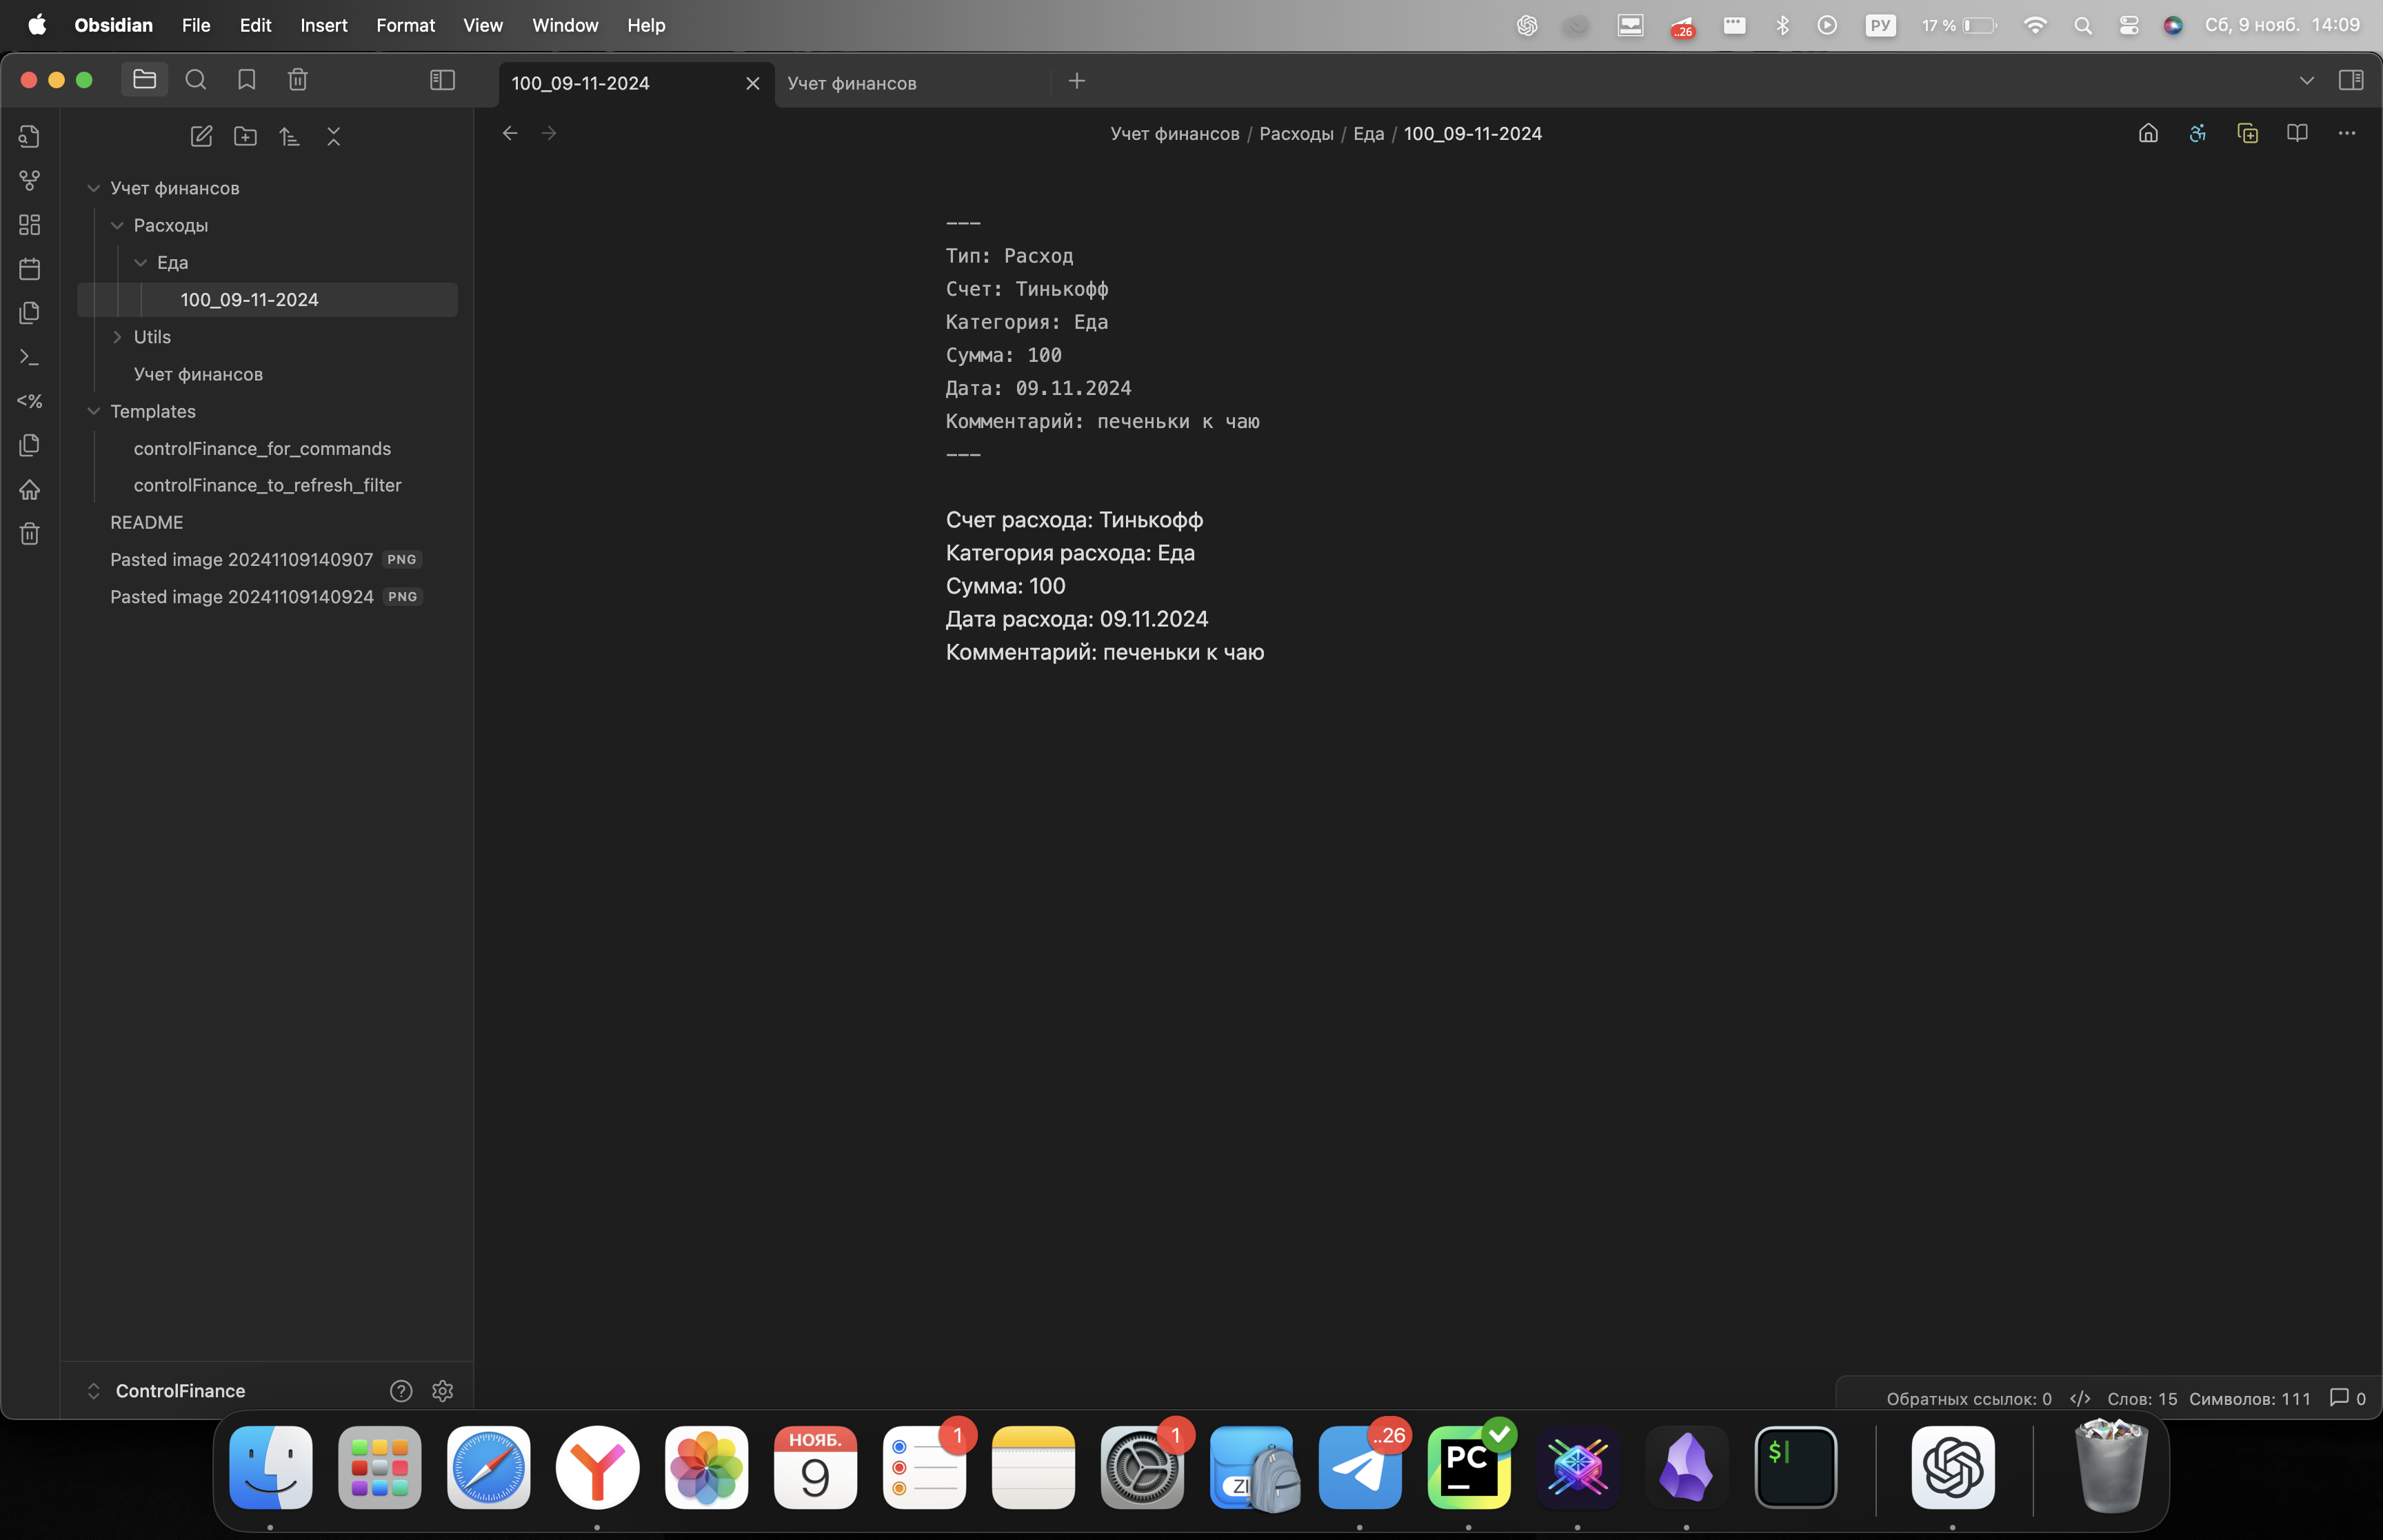 Obsidian File Edit Insert Format View Window Help
..26 РУ 17 % Сб, 9 нояб. 14:09
100_09-11-2024 Учет финансов
Учет финансов / Расходы / Еда / 100_09-11-2024
Учет финансов
Расходы
Еда
100_09-11-2024
Utils
Учет финансов
Templates
controlFinance_for_commands
controlFinance_to_refresh_filter
README
Pasted image 20241109140907 PNG
Pasted image 20241109140924 PNG
<%
---
Тип: Расход
Счет: Тинькофф
Категория: Еда
Сумма: 100
Дата: 09.11.2024
Комментарий: печеньки к чаю
---
Счет расхода: Тинькофф
Категория расхода: Еда
Сумма: 100
Дата расхода: 09.11.2024
Комментарий: печеньки к чаю
ControlFinance
Обратных ссылок: 0 </> Слов: 15 Символов: 111 0
НОЯБ.
9
1
1
ZI
..26
PC
$